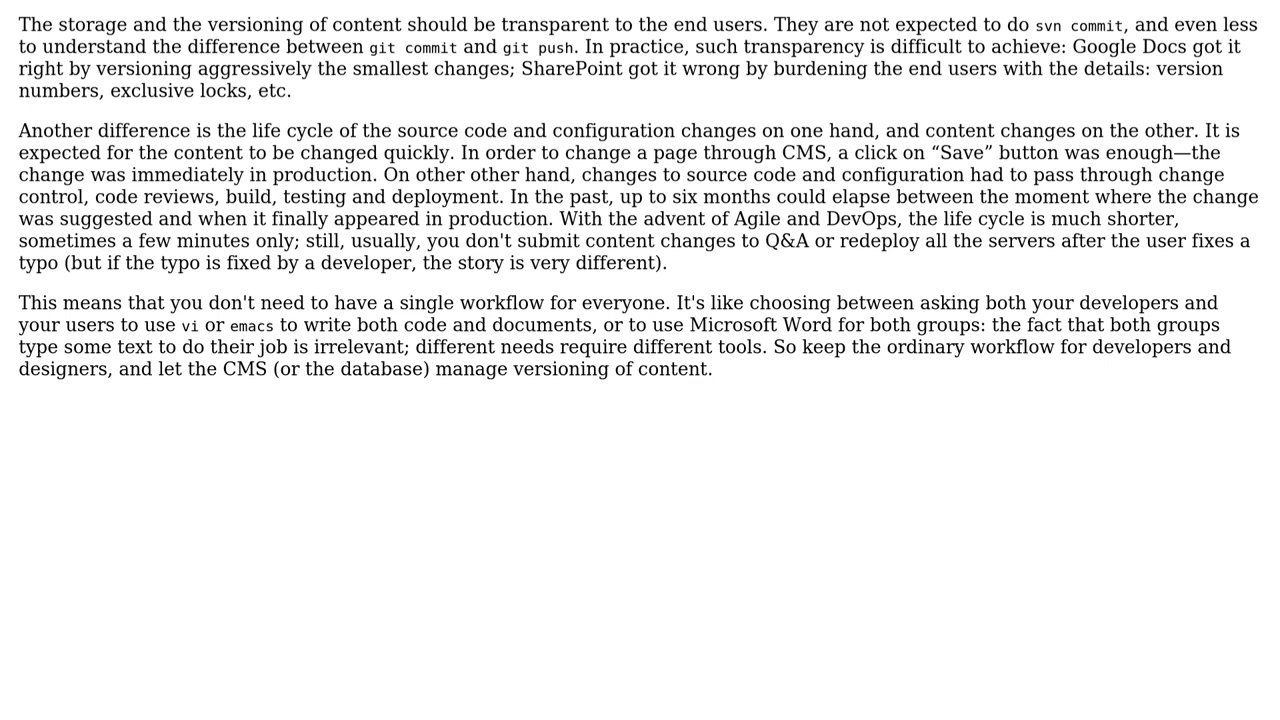 The storage and the versioning of content should be transparent to the end users. They are not expected to do svn commit, and even less
to understand the difference between git commit and git push. In practice, such transparency is difficult to achieve: Google Docs got it
right by versioning aggressively the smallest changes; SharePoint got it wrong by burdening the end users with the details: version
numbers, exclusive locks, etc.
Another difference is the life cycle of the source code and configuration changes on one hand, and content changes on the other. It is
expected for the content to be changed quickly. In order to change a page through CMS, a click on “Save” button was enough—the
change was immediately in production. On other other hand, changes to source code and configuration had to pass through change
control, code reviews, build, testing and deployment. In the past, up to six months could elapse between the moment where the change
was suggested and when it finally appeared in production. With the advent of Agile and DevOps, the life cycle is much shorter,
sometimes a few minutes only; still, usually, you don't submit content changes to Q&A or redeploy all the servers after the user fixes a
typo (but if the typo is fixed by a developer, the story is very different).
This means that you don't need to have a single workflow for everyone. It's like choosing between asking both your developers and
your users to use vi or emacs to write both code and documents, or to use Microsoft Word for both groups: the fact that both groups
type some text to do their job is irrelevant; different needs require different tools. So keep the ordinary workflow for developers and
designers, and let the CMS (or the database) manage versioning of content.